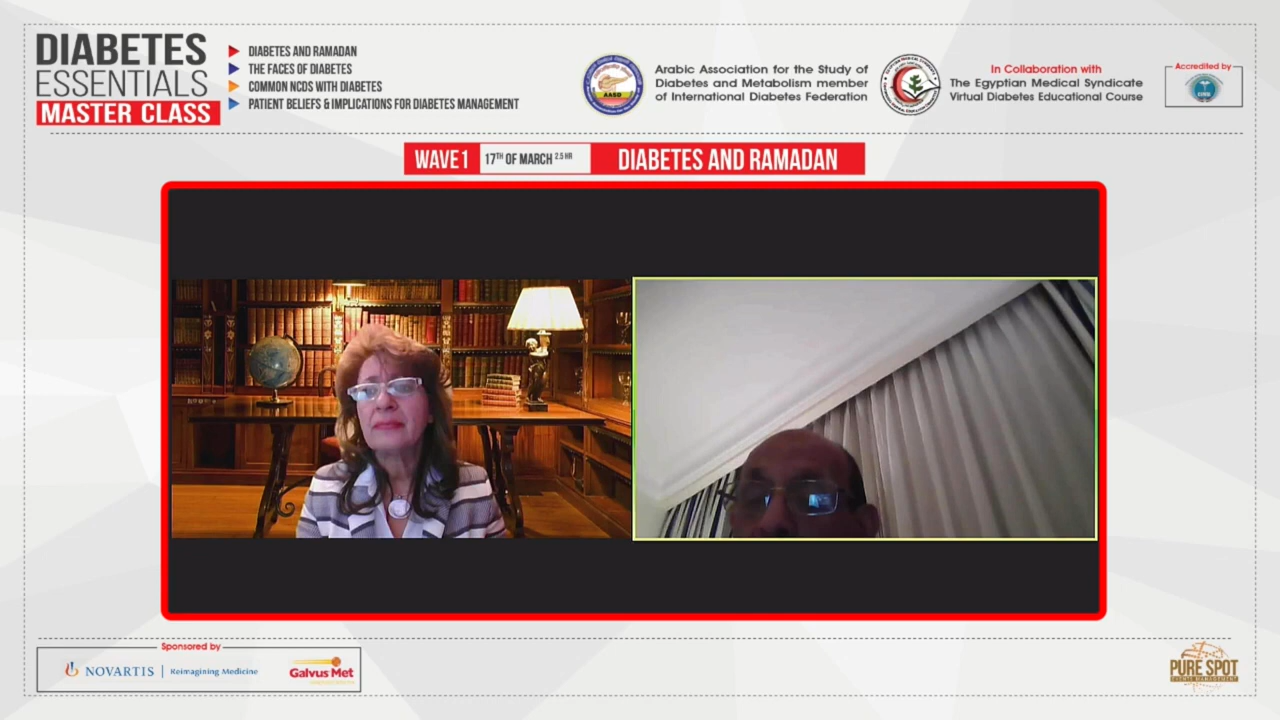 DIABETES
ESSENTIALS
MASTER CLASS
DIABETES AND RAMADAN
THE FACES OF DIABETES
COMMON NCDS WITH DIABETES
PATIENT BELIEFS & IMPLICATIONS FOR DIABETES MANAGEMENT
AASD
Arabic Association for the Study of
Diabetes and Metabolism member
of International Diabetes Federation
In Collaboration with
The Egyptian Medical Syndicate
Virtual Diabetes Educational Course
Accredited by
WAVE1 17TH OF MARCH 2.5 HR DIABETES AND RAMADAN
Sponsored by
NOVARTIS | Reimagining Medicine
Galvus Met
PURE SPOT
EVENTS MANAGEMENT